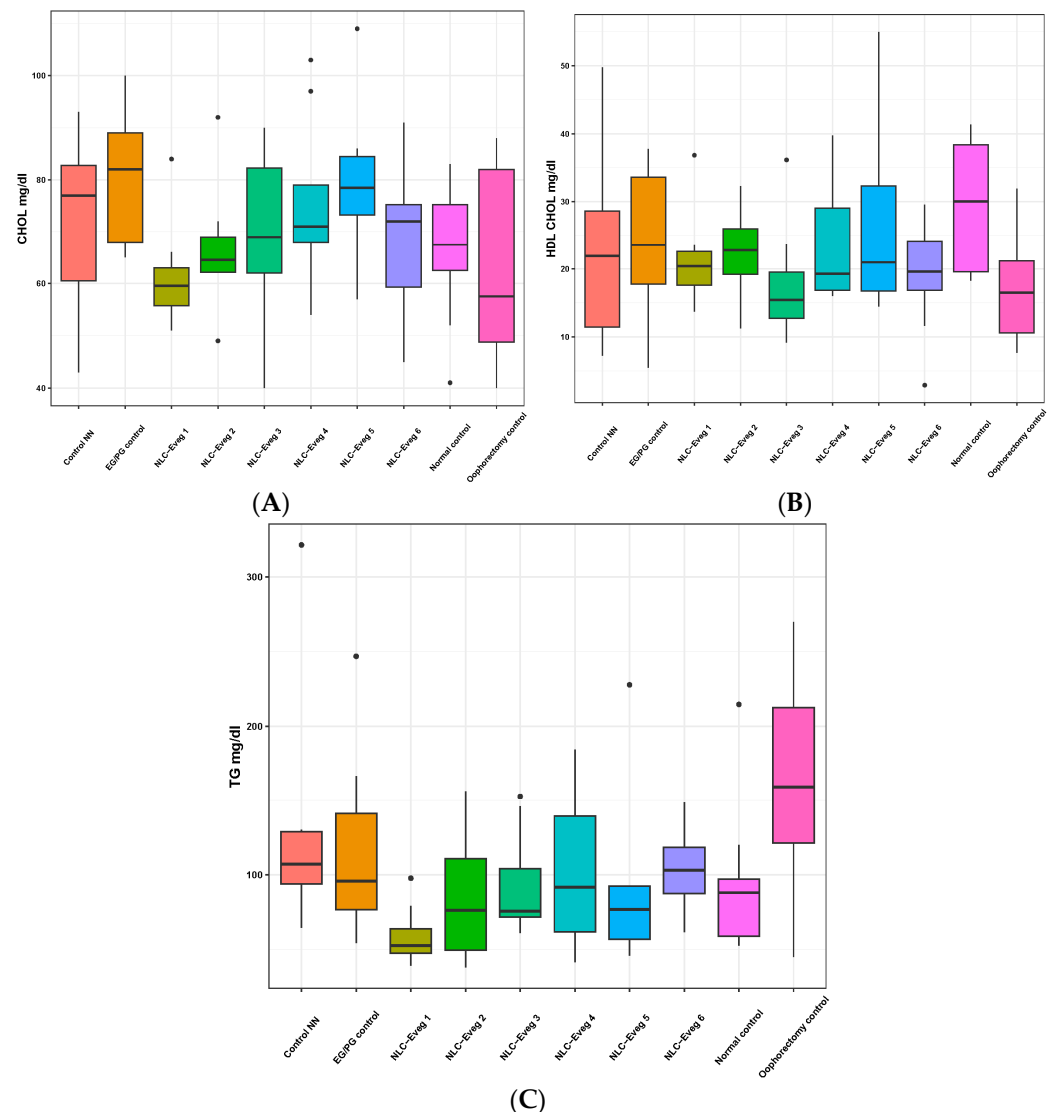 CHOL mg/dl
100
80
60
40
Control NN
EG/PG control
NLC−Eveg 1
NLC−Eveg 2
NLC−Eveg 3
NLC−Eveg 4
NLC−Eveg 5
NLC−Eveg 6
Normal control
Oophorectomy control
(A)
HDL CHOL mg/dl
50
40
30
20
10
Control NN
EG/PG control
NLC−Eveg 1
NLC−Eveg 2
NLC−Eveg 3
NLC−Eveg 4
NLC−Eveg 5
NLC−Eveg 6
Normal control
Oophorectomy control
(B)
TG mg/dl
300
200
100
Control NN
EG/PG control
NLC−Eveg 1
NLC−Eveg 2
NLC−Eveg 3
NLC−Eveg 4
NLC−Eveg 5
NLC−Eveg 6
Normal control
Oophorectomy control
(C)